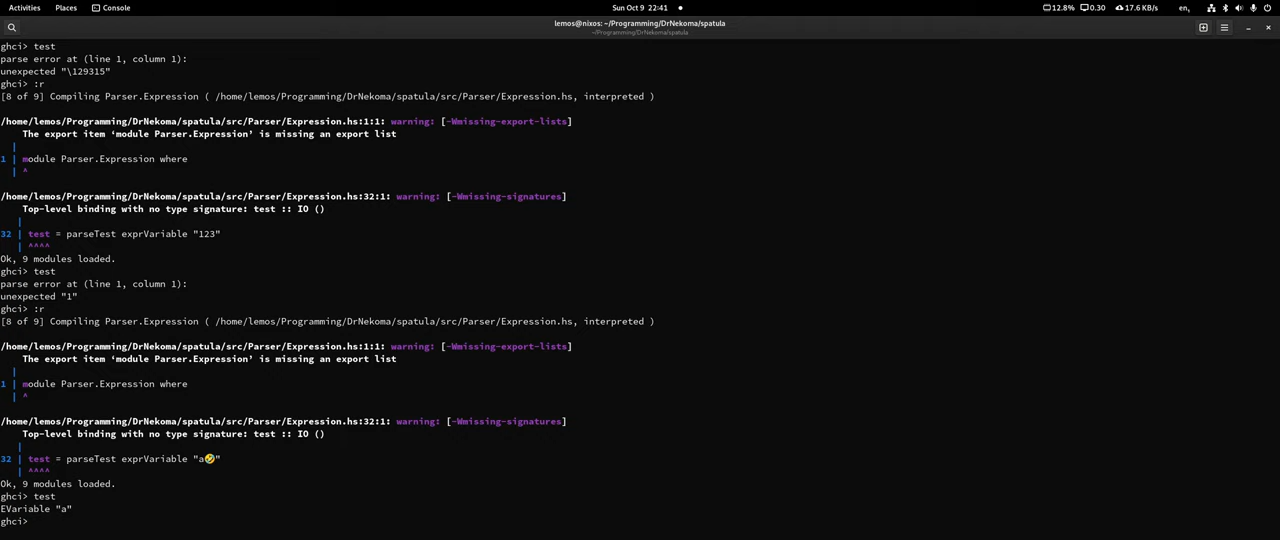 Activities Places Console Sun Oct 9 22:41 12.8% 0.30 17.6 KB/s en,
lemos@nixos: ~/Programming/DrNekoma/spatula
~/Programming/DrNekoma/spatula
ghci> test
parse error at (line 1, column 1):
unexpected "\129315"
ghci> :r
[8 of 9] Compiling Parser.Expression ( /home/lemos/Programming/DrNekoma/spatula/src/Parser/Expression.hs, interpreted )
/home/lemos/Programming/DrNekoma/spatula/src/Parser/Expression.hs:1:1: warning: [-Wmissing-export-lists]
The export item ‘module Parser.Expression’ is missing an export list
|
1 | module Parser.Expression where
| ^
/home/lemos/Programming/DrNekoma/spatula/src/Parser/Expression.hs:32:1: warning: [-Wmissing-signatures]
Top-level binding with no type signature: test :: IO ()
|
32 | test = parseTest exprVariable "123"
| ^^^^
Ok, 9 modules loaded.
ghci> test
parse error at (line 1, column 1):
unexpected "1"
ghci> :r
[8 of 9] Compiling Parser.Expression ( /home/lemos/Programming/DrNekoma/spatula/src/Parser/Expression.hs, interpreted )
/home/lemos/Programming/DrNekoma/spatula/src/Parser/Expression.hs:1:1: warning: [-Wmissing-export-lists]
The export item ‘module Parser.Expression’ is missing an export list
|
1 | module Parser.Expression where
| ^
/home/lemos/Programming/DrNekoma/spatula/src/Parser/Expression.hs:32:1: warning: [-Wmissing-signatures]
Top-level binding with no type signature: test :: IO ()
|
32 | test = parseTest exprVariable "a🤣"
| ^^^^
Ok, 9 modules loaded.
ghci> test
EVariable "a"
ghci>